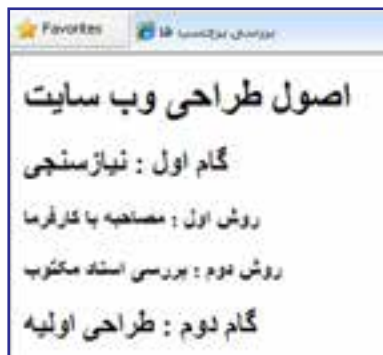 Favorites
بررسی برچسب ها
اصول طراحی وب سایت
گام اول : نیازسنجی
روش اول : مصاحبه با کارفرما
روش دوم : بررسی اسناد مکتوب
گام دوم : طراحی اولیه